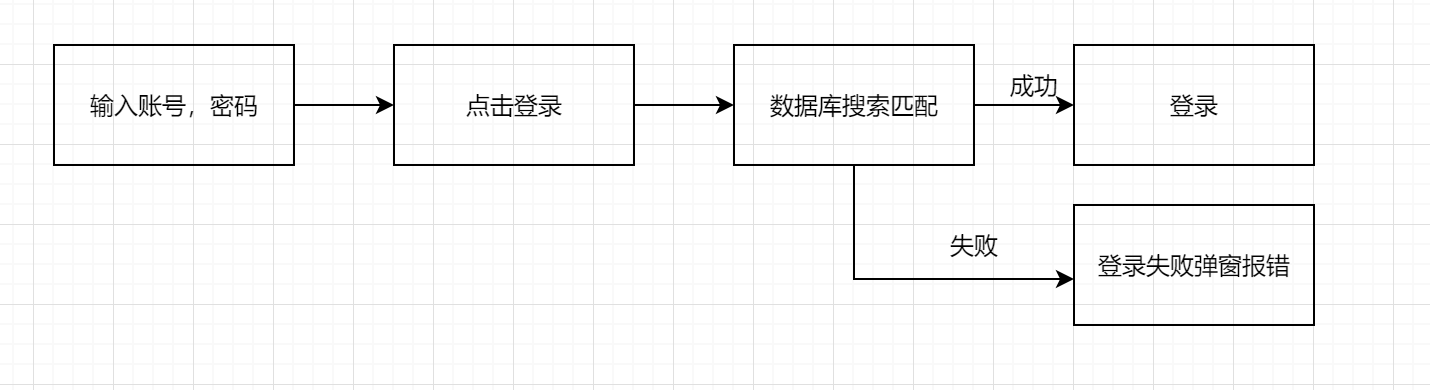 输入账号，密码
点击登录
数据库搜索匹配
成功
登录
失败
登录失败弹窗报错